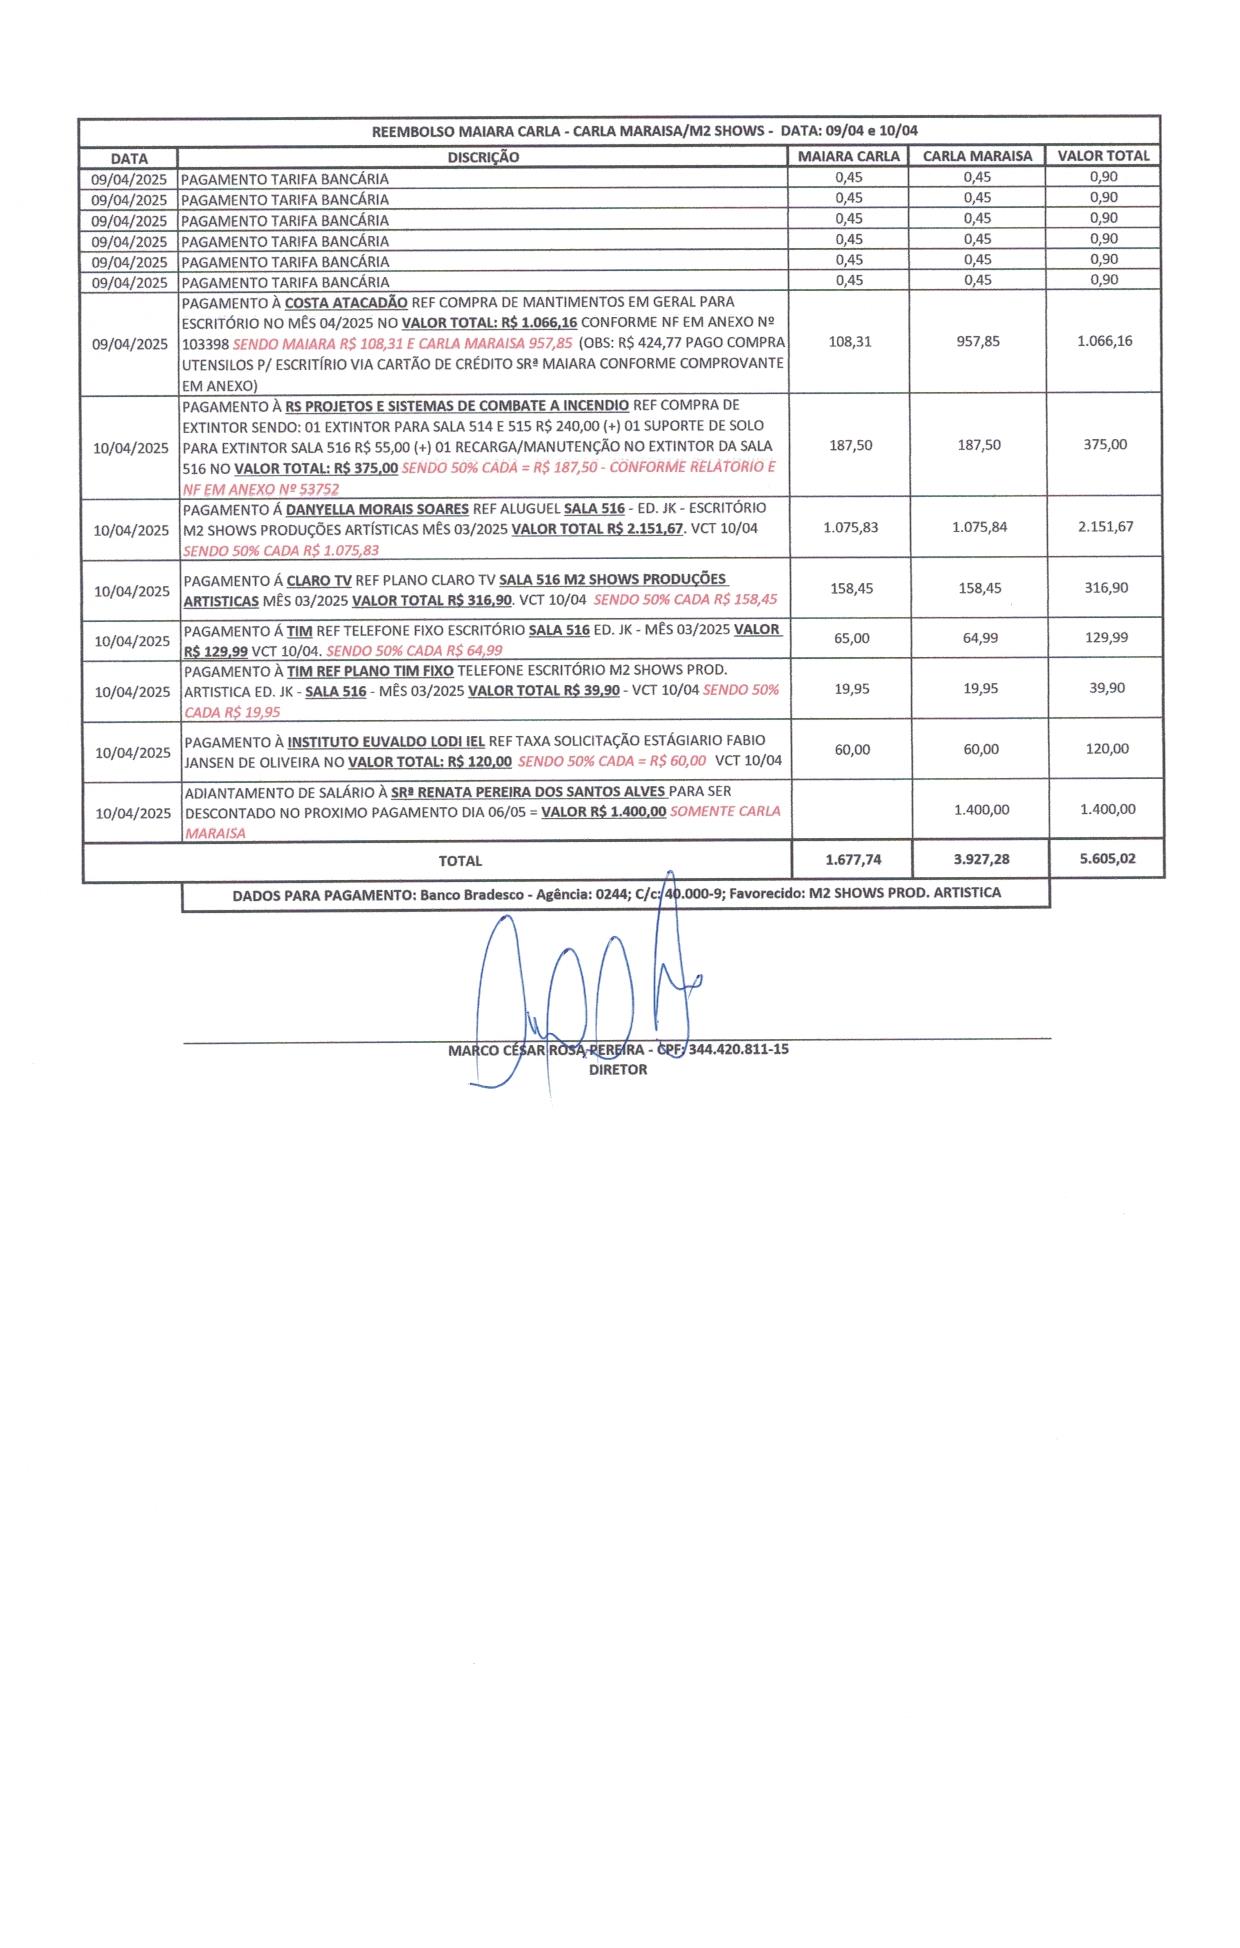 REEMBOLSO MAIARA CARLA - CARLA MARAISA/M2 SHOWS - DATA: 09/04 e 10/04
DATA DISCRIÇÃO MAIARA CARLA CARLA MARAISA VALOR TOTAL
09/04/2025 PAGAMENTO TARIFA BANCÁRIA 0,45 0,45 0,90
09/04/2025 PAGAMENTO TARIFA BANCÁRIA 0,45 0,45 0,90
09/04/2025 PAGAMENTO TARIFA BANCÁRIA 0,45 0,45 0,90
09/04/2025 PAGAMENTO TARIFA BANCÁRIA 0,45 0,45 0,90
09/04/2025 PAGAMENTO TARIFA BANCÁRIA 0,45 0,45 0,90
09/04/2025 PAGAMENTO TARIFA BANCÁRIA 0,45 0,45 0,90
PAGAMENTO À COSTA ATACADÃO REF COMPRA DE MANTIMENTOS EM GERAL PARA
ESCRITÓRIO NO MÊS 04/2025 NO VALOR TOTAL: R$ 1.066,16 CONFORME NF EM ANEXO Nº
09/04/2025 103398 SENDO MAIARA R$ 108,31 E CARLA MARAISA 957,85 (OBS: R$ 424,77 PAGO COMPRA 108,31 957,85 1.066,16
UTENSILOS P/ ESCRITÍRIO VIA CARTÃO DE CRÉDITO SRª MAIARA CONFORME COMPROVANTE
EM ANEXO)
PAGAMENTO À RS PROJETOS E SISTEMAS DE COMBATE A INCENDIO REF COMPRA DE
EXTINTOR SENDO: 01 EXTINTOR PARA SALA 514 E 515 R$ 240,00 (+) 01 SUPORTE DE SOLO
10/04/2025 PARA EXTINTOR SALA 516 R$ 55,00 (+) 01 RECARGA/MANUTENÇÃO NO EXTINTOR DA SALA 187,50 187,50 375,00
516 NO VALOR TOTAL: R$ 375,00 SENDO 50% CADA = R$ 187,50 - CONFORME RELATORIO E
NF EM ANEXO Nº 53752
PAGAMENTO Á DANYELLA MORAIS SOARES REF ALUGUEL SALA 516 - ED. JK - ESCRITÓRIO
10/04/2025 M2 SHOWS PRODUÇÕES ARTÍSTICAS MÊS 03/2025 VALOR TOTAL R$ 2.151,67. VCT 10/04 1.075,83 1.075,84 2.151,67
SENDO 50% CADA R$ 1.075,83
PAGAMENTO Á CLARO TV REF PLANO CLARO TV SALA 516 M2 SHOWS PRODUÇÕES
10/04/2025 ARTISTICAS MÊS 03/2025 VALOR TOTAL R$ 316,90. VCT 10/04 SENDO 50% CADA R$ 158,45 158,45 158,45 316,90
PAGAMENTO Á TIM REF TELEFONE FIXO ESCRITÓRIO SALA 516 ED. JK - MÊS 03/2025 VALOR
10/04/2025 R$ 129,99 VCT 10/04. SENDO 50% CADA R$ 64,99 65,00 64,99 129,99
PAGAMENTO À TIM REF PLANO TIM FIXO TELEFONE ESCRITÓRIO M2 SHOWS PROD.
10/04/2025 ARTISTICA ED. JK - SALA 516 - MÊS 03/2025 VALOR TOTAL R$ 39,90 - VCT 10/04 SENDO 50% 19,95 19,95 39,90
CADA R$ 19,95
PAGAMENTO À INSTITUTO EUVALDO LODI IEL REF TAXA SOLICITAÇÃO ESTÁGIARIO FABIO
10/04/2025 JANSEN DE OLIVEIRA NO VALOR TOTAL: R$ 120,00 SENDO 50% CADA = R$ 60,00 VCT 10/04 60,00 60,00 120,00
ADIANTAMENTO DE SALÁRIO À SRª RENATA PEREIRA DOS SANTOS ALVES PARA SER
10/04/2025 DESCONTADO NO PROXIMO PAGAMENTO DIA 06/05 = VALOR R$ 1.400,00 SOMENTE CARLA 1.400,00 1.400,00
MARAISA
TOTAL 1.677,74 3.927,28 5.605,02
DADOS PARA PAGAMENTO: Banco Bradesco - Agência: 0244; C/c: 40.000-9; Favorecido: M2 SHOWS PROD. ARTISTICA
MARCO CÉSAR ROSA PEREIRA - CPF: 344.420.811-15
DIRETOR